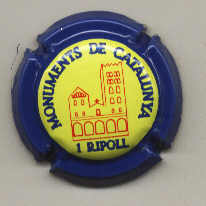 MONUMENTS DE CATALUNYA
1 RIPOLL